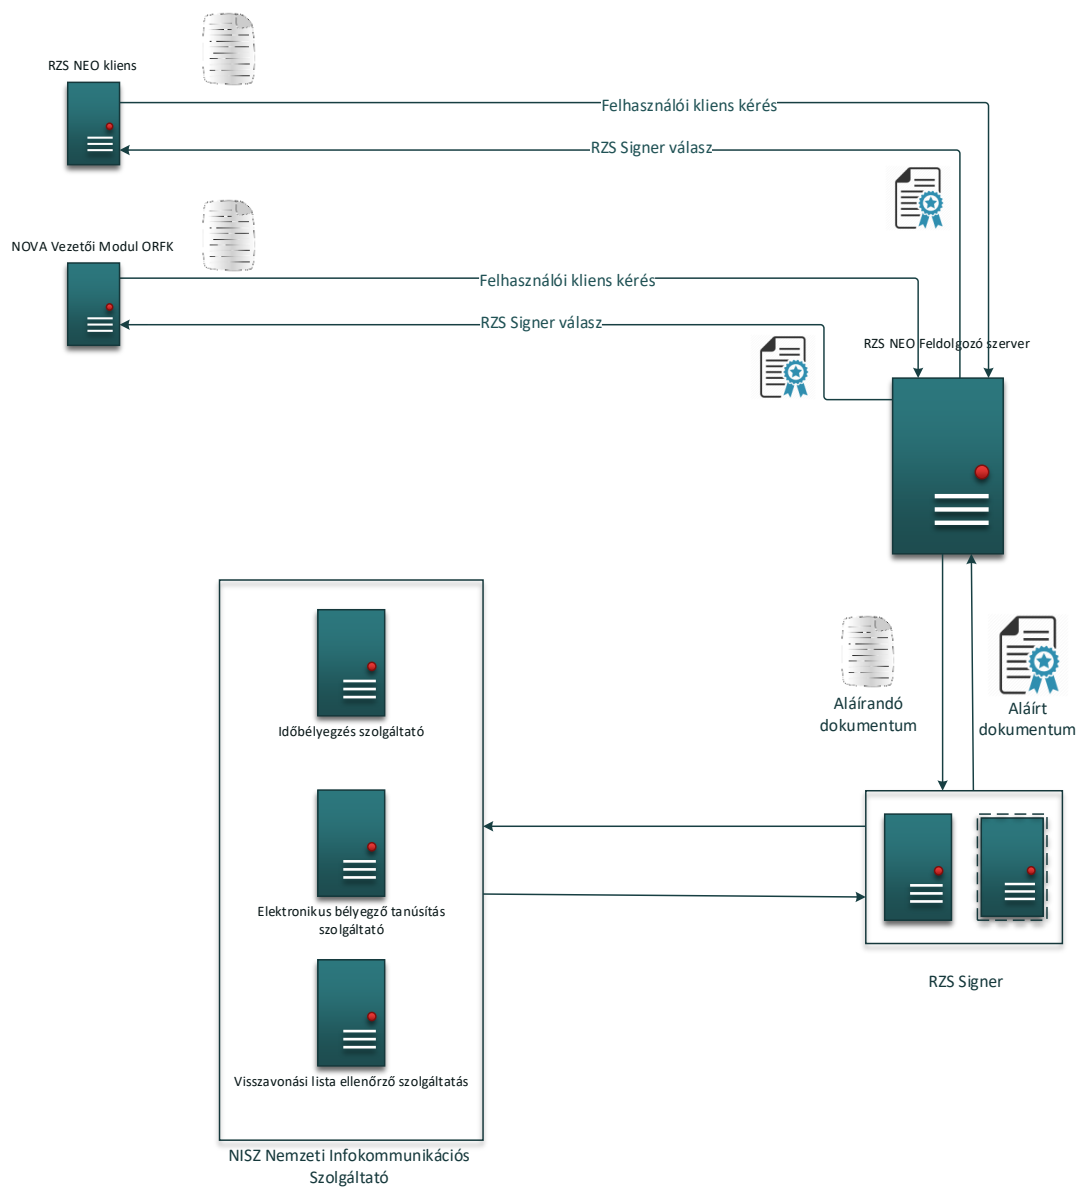 RZS NEO kliens
Felhasználói kliens kérés
RZS Signer válasz
NOVA Vezetői Modul ORFK
Felhasználói kliens kérés
RZS Signer válasz
RZS NEO Feldolgozó szerver
Aláírandó
dokumentum
Aláírt
dokumentum
Időbélyegzés szolgáltató
Elektronikus bélyegző tanúsítás
szolgáltató
RZS Signer
Visszavonási lista ellenőrző szolgáltatás
NISZ Nemzeti Infokommunikációs
Szolgáltató